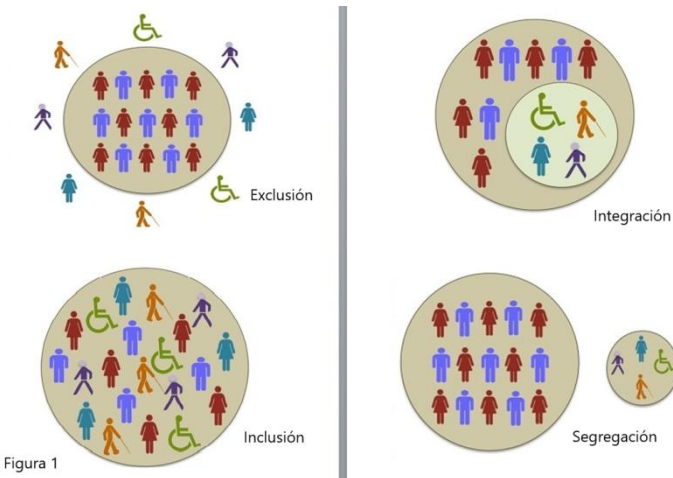 Exclusión
Integración
Inclusión
Segregación
Figura 1